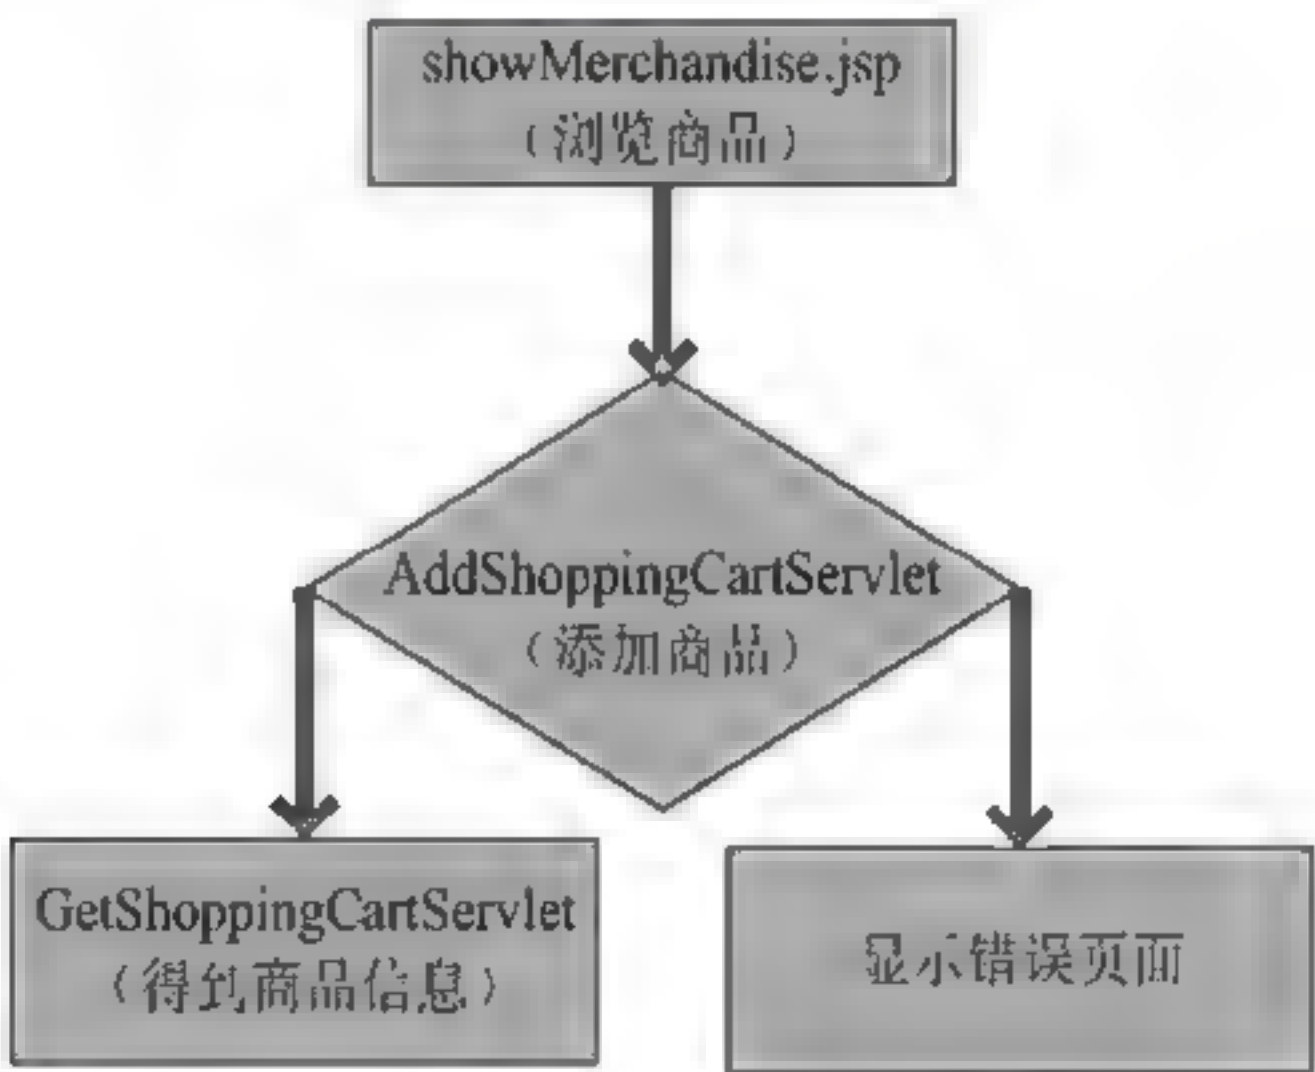 showMerchandise.jsp
（浏览商品）
AddShoppingCartServlet
（添加商品）
GetShoppingCartServlet
（得到商品信息）
显示错误页面